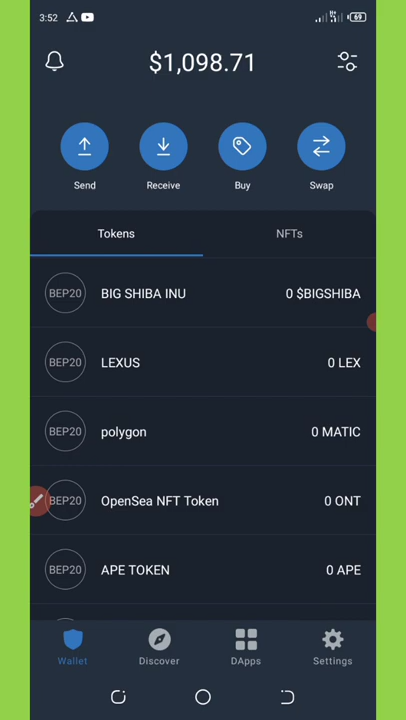 3:52 69
$1,098.71
Send Receive Buy Swap
Tokens NFTs
BEP20 BIG SHIBA INU 0 $BIGSHIBA
BEP20 LEXUS 0 LEX
BEP20 polygon 0 MATIC
BEP20 OpenSea NFT Token 0 ONT
BEP20 APE TOKEN 0 APE
Wallet Discover DApps Settings